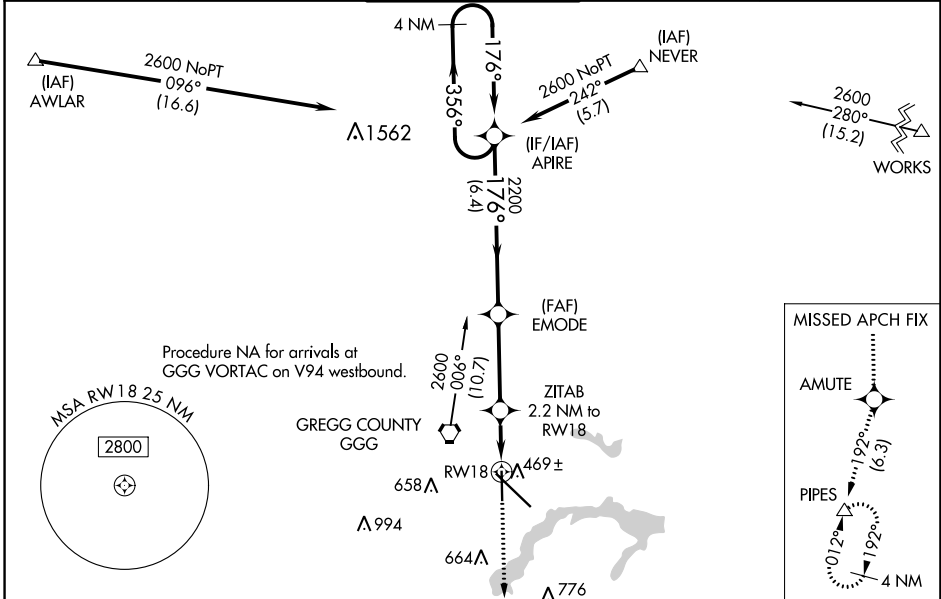 4 NM
176°
356°
2600 NoPT
096°
(16.6)
(IAF)
AWLAR
1562
(IAF)
NEVER
2600 NoPT
242°
(5.7)
(IF/IAF)
APIRE
2600
280°
(15.2)
WORKS
2200
176°
(6.4)
(FAF)
EMODE
Procedure NA for arrivals at
GGG VORTAC on V94 westbound.
2600
006°
(10.7)
GREGG COUNTY
GGG
ZITAB
2.2 NM to
RW18
RW18
469 ±
658
994
664
776
MSA RW18 25 NM
2800
MISSED APCH FIX
AMUTE
192°
(6.3)
PIPES
012°
192°
4 NM